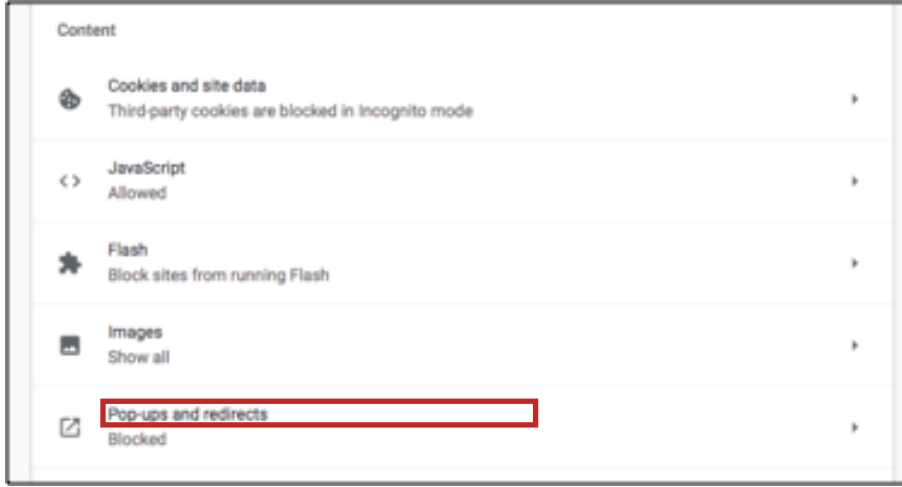 Content
Cookies and site data
Third-party cookies are blocked in Incognito mode
JavaScript
Allowed
Flash
Block sites from running Flash
Images
Show all
Pop-ups and redirects
Blocked